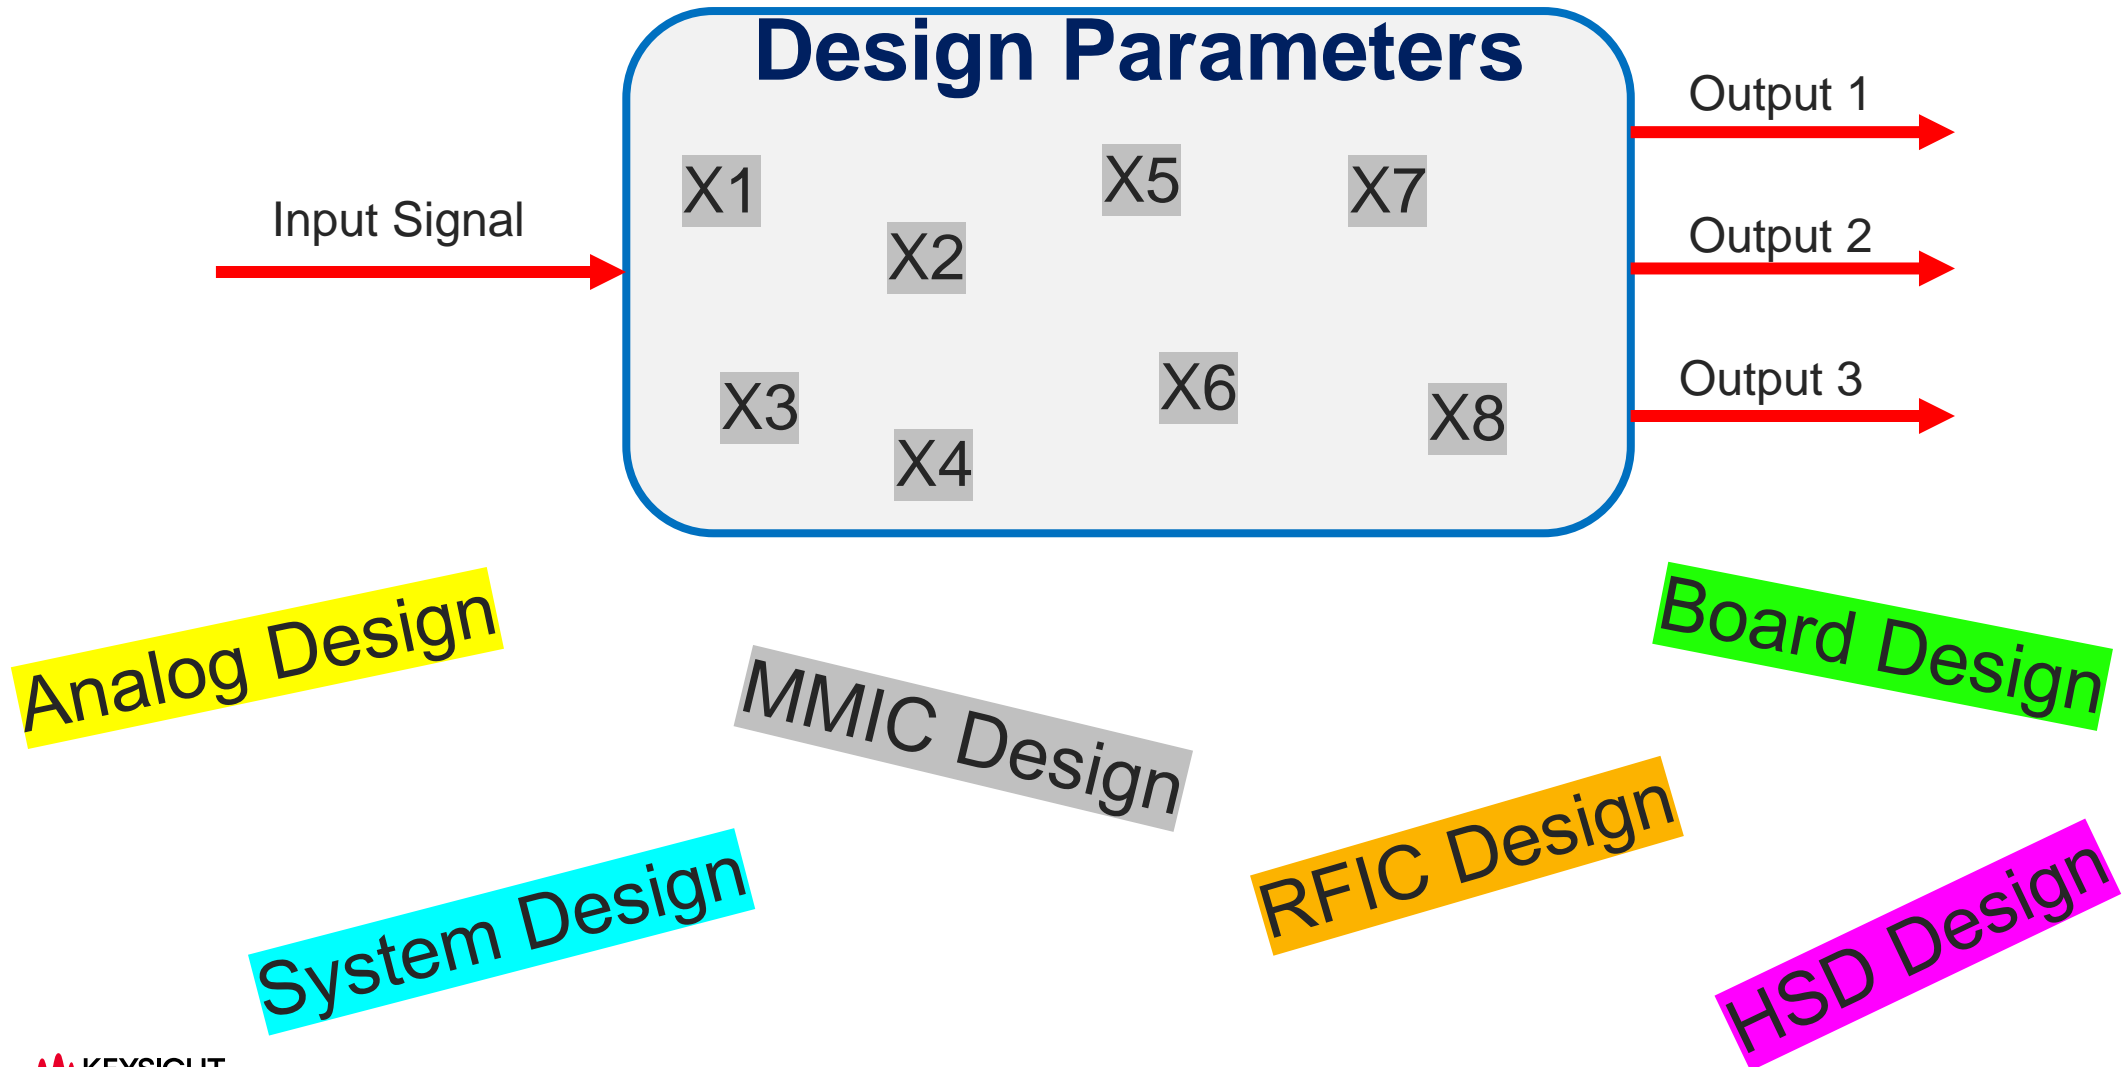 Design Parameters
Output 1
X1
X5
X7
Input Signal
X2
Output 2
X3
X6
Output 3
X4
X8
Analog Design
Board Design
MMIC Design
RFIC Design
System Design
HSD Design
KEYSIGHT